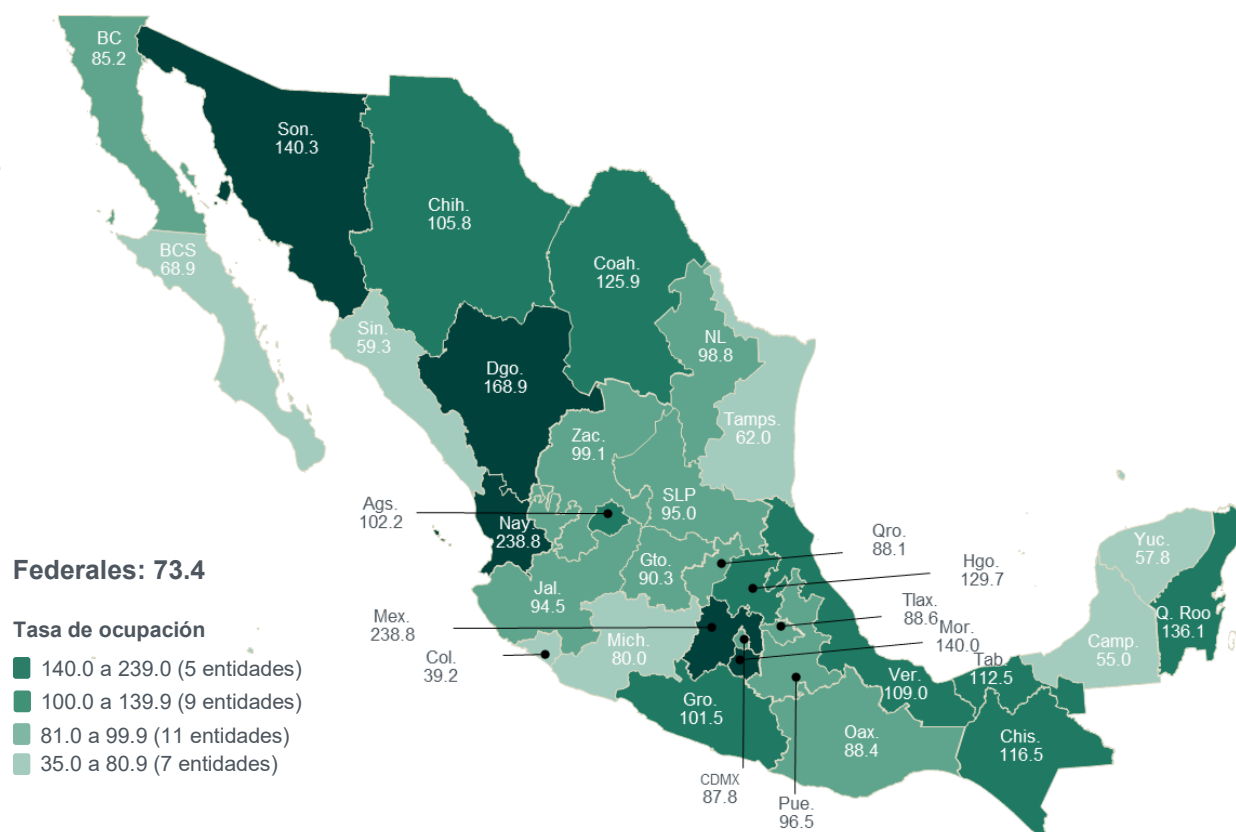 BC
85.2
Son.
140.3
Chih.
105.8
BCS
68.9
Coah.
125.9
Sin.
59.3
NL
98.8
Dgo.
168.9
Tamps.
62.0
Zac.
99.1
Ags.
102.2
SLP
95.0
Nay.
238.8
Qro.
88.1
Yuc.
57.8
Gto.
90.3
Hgo.
129.7
Federales: 73.4
Jal.
94.5
Tlax.
88.6
Q. Roo
136.1
Mex.
238.8
Mor.
140.0
Tasa de ocupación
Mich.
80.0
Camp.
55.0
Col.
39.2
Tab.
112.5
140.0 a 239.0 (5 entidades)
Ver.
109.0
100.0 a 139.9 (9 entidades)
Gro.
101.5
Oax.
88.4
Chis.
116.5
81.0 a 99.9 (11 entidades)
35.0 a 80.9 (7 entidades)
CDMX
87.8
Pue.
96.5